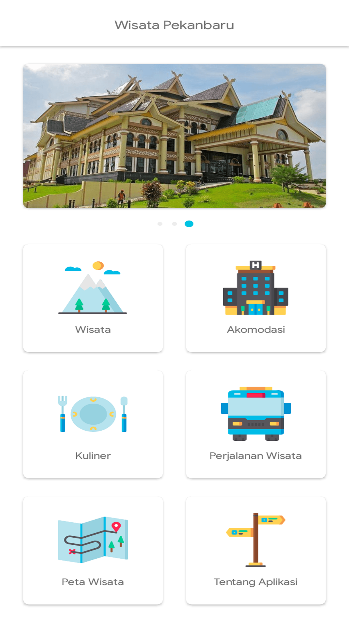 Wisata Pekanbaru
H
Wisata
Akomodasi
Kuliner
Perjalanan Wisata
Peta Wisata
Tentang Aplikasi